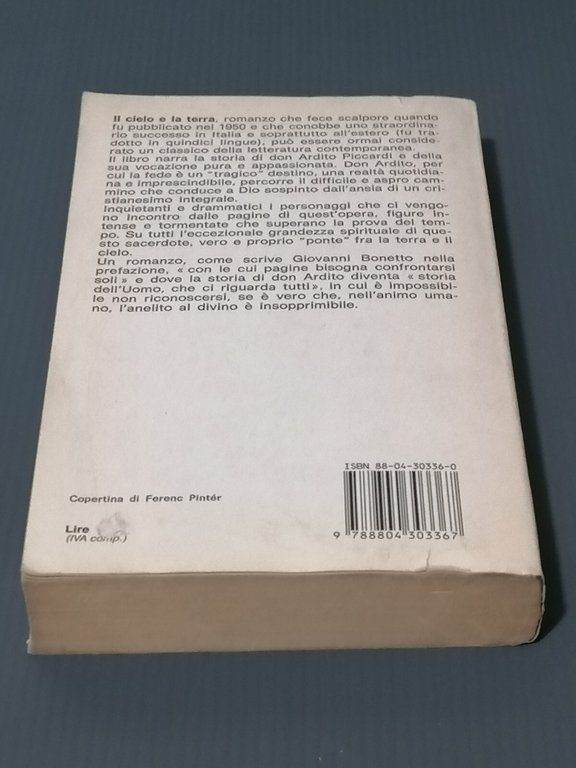 Il cielo e la terra, romanzo che fece scalpore quando
fu pubblicato nel 1950 e che conobbe uno straordina-
rio successo in Italia e soprattutto all'estero (fu tra-
dotto in quindici lingue), può essere ormai conside-
rato un classico della letteratura contemporanea.
Il libro narra la storia di don Ardito Piccardi e della
sua vocazione pura e appassionata. Don Ardito, per
cui la fede è un "tragico" destino, una realtà quotidia-
na e imprescindibile, percorre il difficile e aspro cam-
mino che conduce a Dio sospinto dall'ansia di un cri-
stianesimo integrale.
Inquietanti e drammatici i personaggi che ci vengo-
no incontro dalle pagine di quest'opera, figure in-
tense e tormentate che superano la prova del tem-
po. Su tutti l'eccezionale grandezza spirituale di que-
sto sacerdote, vero e proprio "ponte" fra la terra e il
cielo.
Un romanzo, come scrive Giovanni Bonetto nella
prefazione, « con le cui pagine bisogna confrontarsi
soli » e dove la storia di don Ardito diventa « storia
dell'Uomo, che ci riguarda tutti », in cui è impossibi-
le non riconoscersi, se è vero che, nell'animo uma-
no, l'anelito al divino è insopprimibile.
ISBN 88-04-30336-0
Copertina di Ferenc Pintér
9 788804 303367
Lire
(IVA comp.)